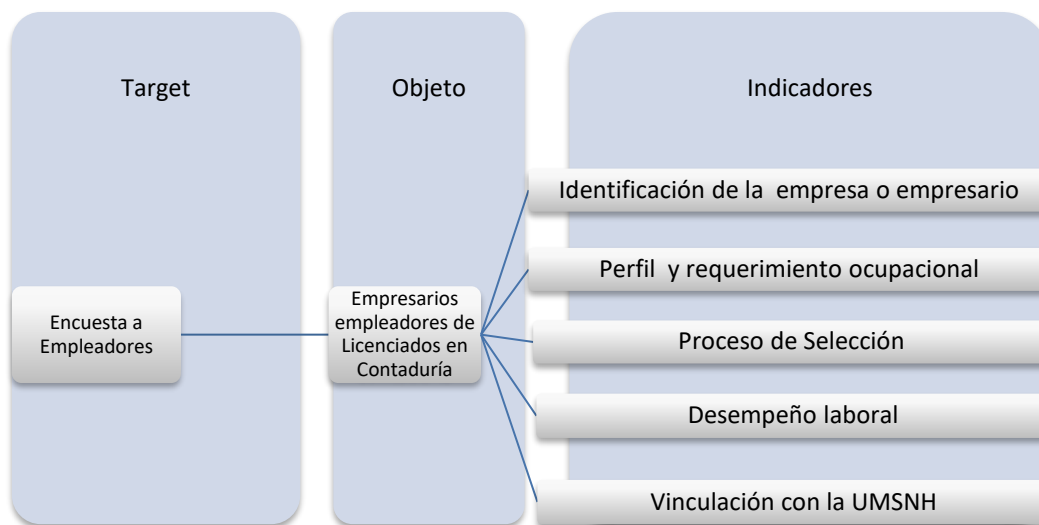 Target
Objeto
Indicadores
Identificación de la  empresa o empresario
Perfil  y requerimiento ocupacional
Encuesta a
Empleadores
Empresarios
empleadores de
Licenciados en
Contaduría
Proceso de Selección
Desempeño laboral
Vinculación con la UMSNH